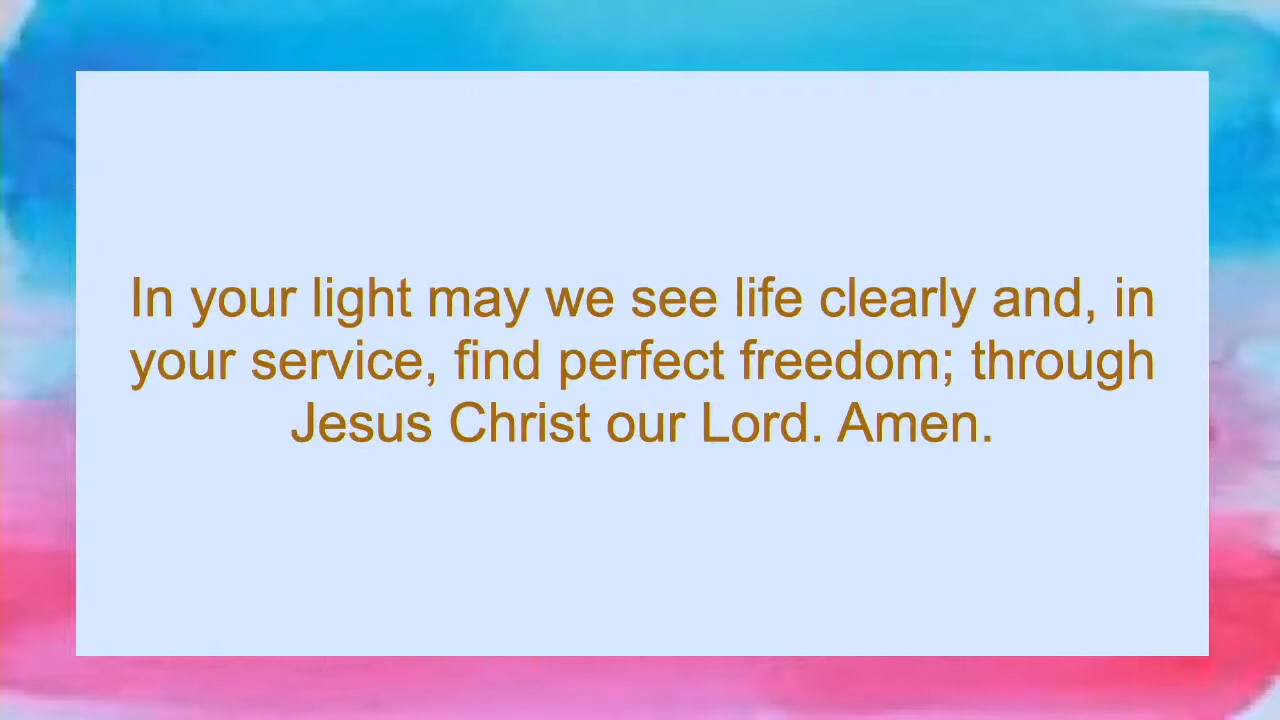 In your light may we see life clearly and, in
your service, find perfect freedom; through
Jesus Christ our Lord. Amen.